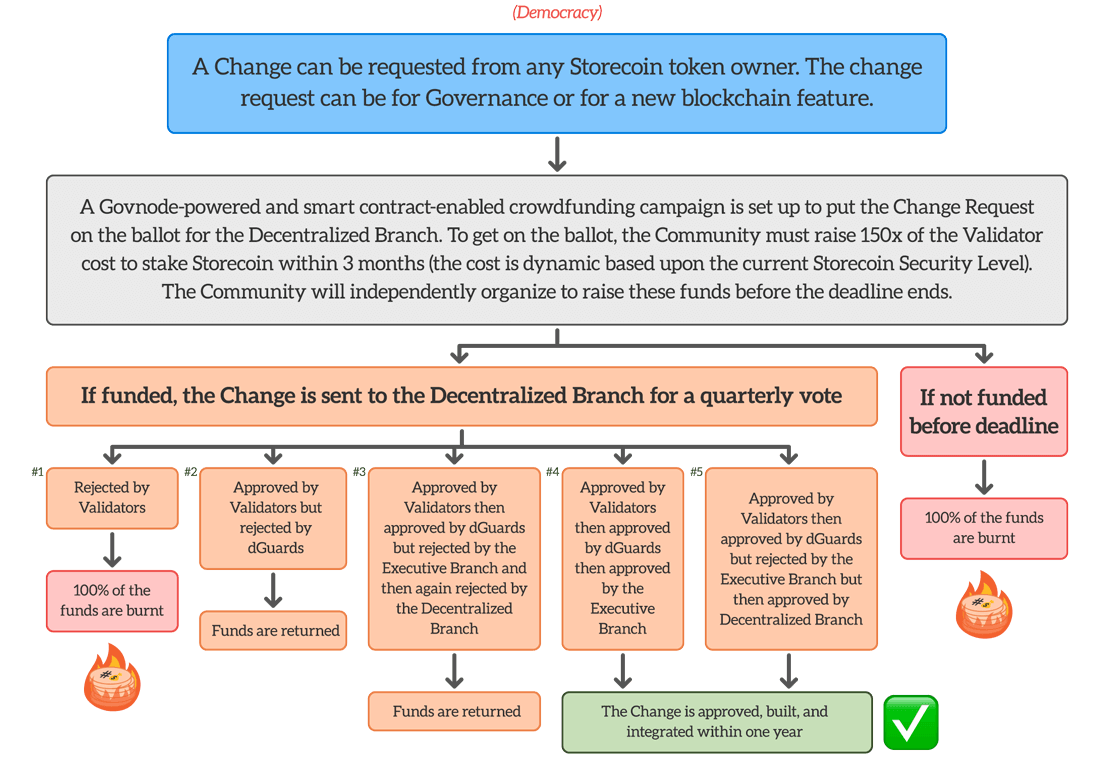 (Democracy)
A Change can be requested from any Storecoin token owner. The change
request can be for Governance or for a new blockchain feature.
A Govnode-powered and smart contract-enabled crowdfunding campaign is set up to put the Change Request
on the ballot for the Decentralized Branch. To get on the ballot, the Community must raise 150x of the Validator
cost to stake Storecoin within 3 months (the cost is dynamic based upon the current Storecoin Security Level).
The Community will independently organize to raise these funds before the deadline ends.
If funded, the Change is sent to the Decentralized Branch for a quarterly vote
If not funded
before deadline
#1
Rejected by
Validators
100% of the
funds are burnt
#$
#2
Approved by
Validators but
rejected by
dGuards
Funds are returned
#3
Approved by
Validators then
approved by dGuards
but rejected by the
Executive Branch and
then again rejected by
the Decentralized
Branch
Funds are returned
#4
Approved by
Validators
then approved
by dGuards
then approved
by the
Executive
Branch
#5
Approved by
Validators then
approved by dGuards
but rejected by the
Executive Branch but
then approved by
Decentralized Branch
The Change is approved, built, and
integrated within one year
100% of the funds
are burnt
#$